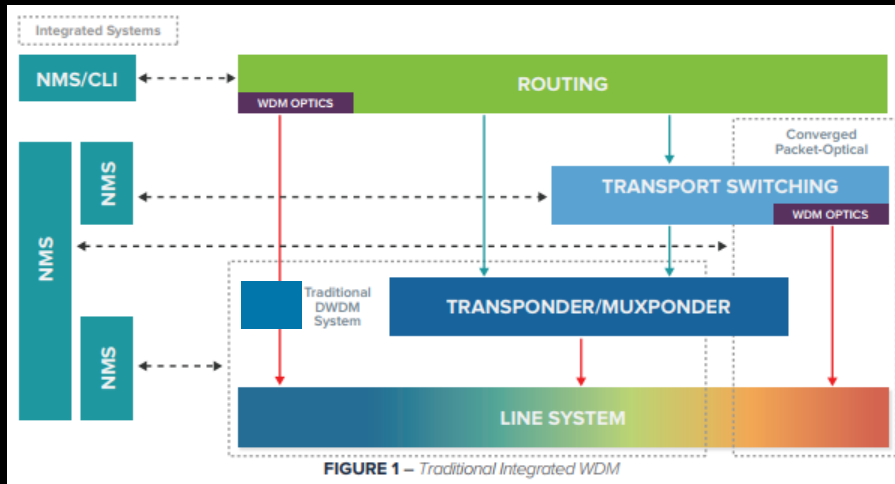 Integrated Systems
NMS/CLI
ROUTING
WDM OPTICS
Converged
Packet-Optical
NMS
NMS
TRANSPORT SWITCHING
WDM OPTICS
Traditional
DWDM
System
TRANSPONDER/MUXPONDER
NMS
LINE SYSTEM
FIGURE 1 – Traditional Integrated WDM